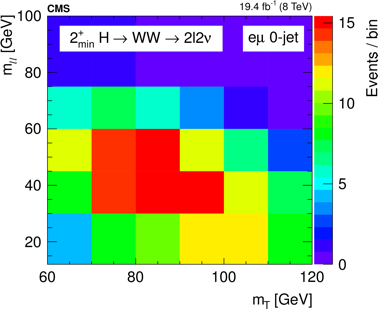 CMS 19.4 fb⁻¹ (8 TeV)
2⁺min H → WW → 2l2ν eμ 0-jet
m_ll [GeV]
100
80
60
40
20
60 80 100 120
m_T [GeV]
Events / bin
15
10
5
0